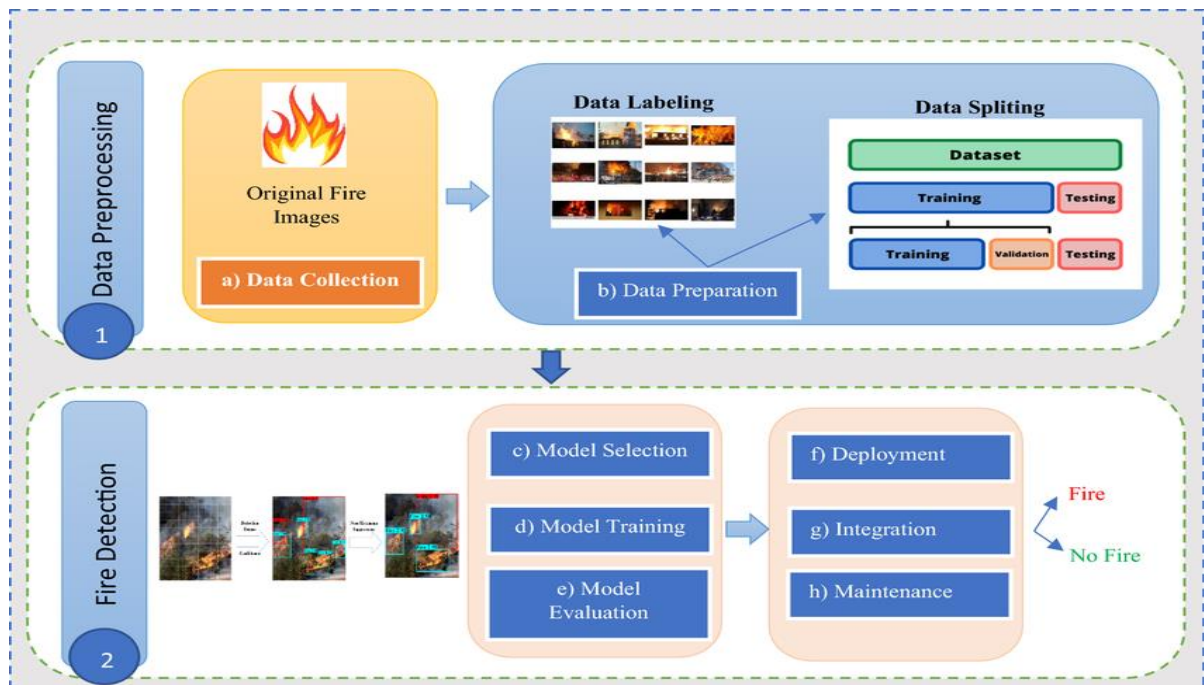 Data Preprocessing
1
Original Fire
Images
a) Data Collection
Data Labeling
b) Data Preparation
Data Spliting
Dataset
Training
Testing
Training
Validation
Testing
Fire Detection
2
c) Model Selection
d) Model Training
e) Model
Evaluation
f) Deployment
g) Integration
h) Maintenance
Fire
No Fire